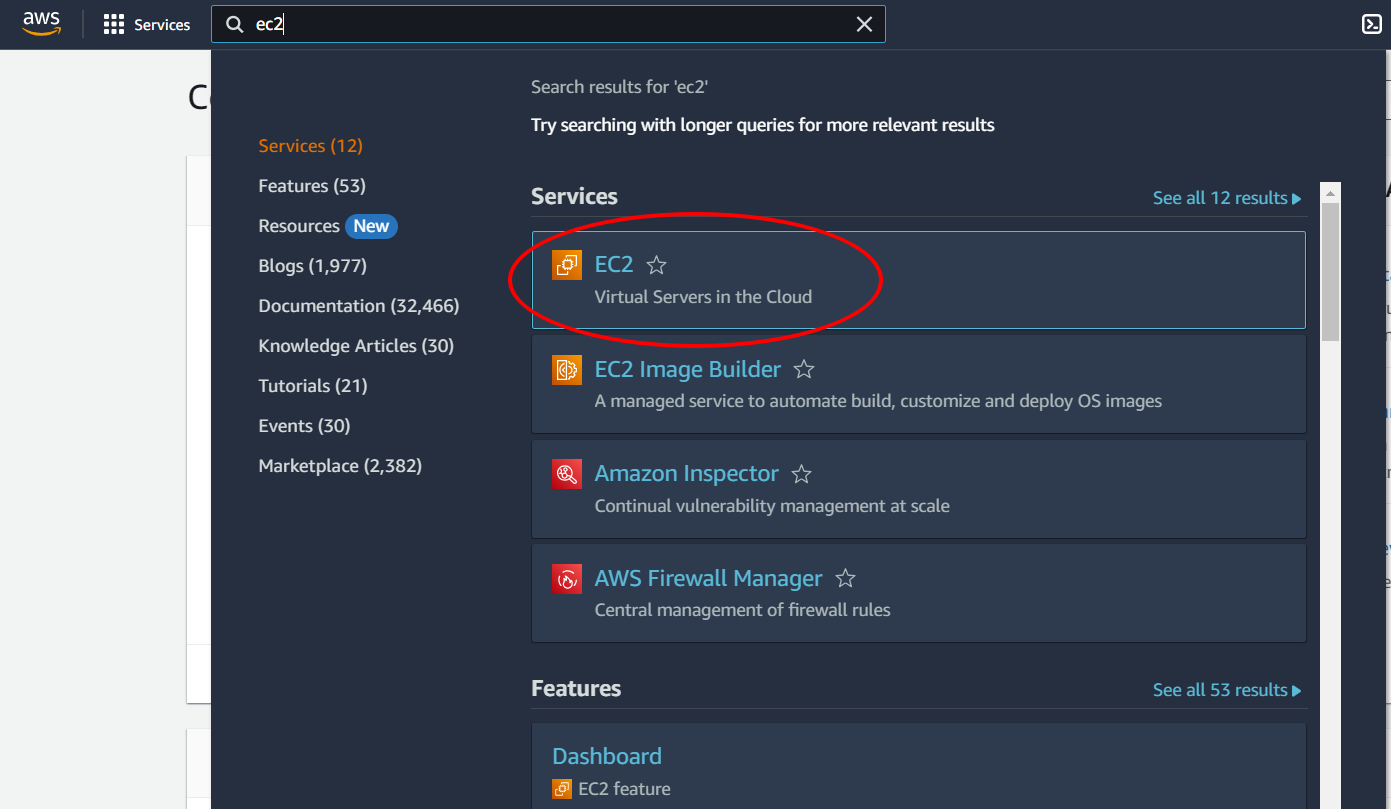 aws
Services
ec2
Search results for 'ec2'
Try searching with longer queries for more relevant results
Services (12)
Features (53)
Resources New
Blogs (1,977)
Documentation (32,466)
Knowledge Articles (30)
Tutorials (21)
Events (30)
Marketplace (2,382)
Services
See all 12 results
EC2
Virtual Servers in the Cloud
EC2 Image Builder
A managed service to automate build, customize and deploy OS images
Amazon Inspector
Continual vulnerability management at scale
AWS Firewall Manager
Central management of firewall rules
Features
See all 53 results
Dashboard
EC2 feature